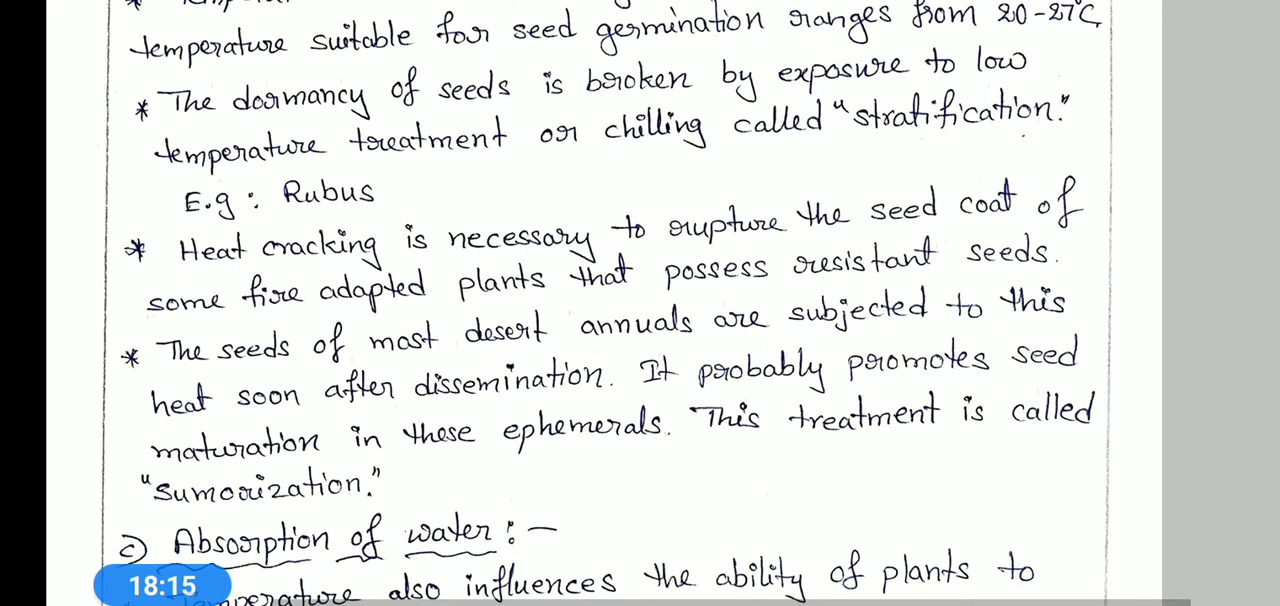 temperature suitable for seed germination ranges from 20-27°C
* The dormancy of seeds is broken by exposure to low
temperature treatment or chilling called "stratification."
E.g : Rubus
* Heat cracking is necessary to rupture the seed coat of
some fire adapted plants that possess resistant seeds.
* The seeds of most desert annuals are subjected to this
heat soon after dissemination. It probably promotes seed
maturation in these ephemerals. This treatment is called
"Sumorization."
c) Absorption of water : —
18:15
also influences the ability of plants to